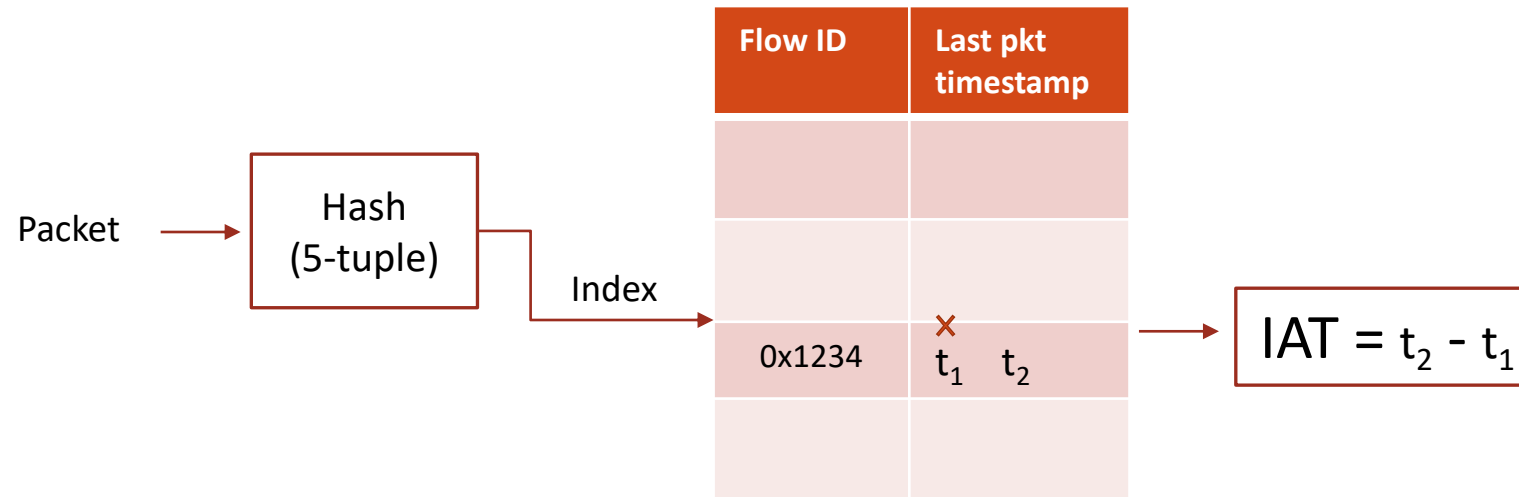 Packet
Hash
(5-tuple)
Index
Flow ID
Last pkt
timestamp
0x1234
t₁ t₂
IAT = t₂ - t₁